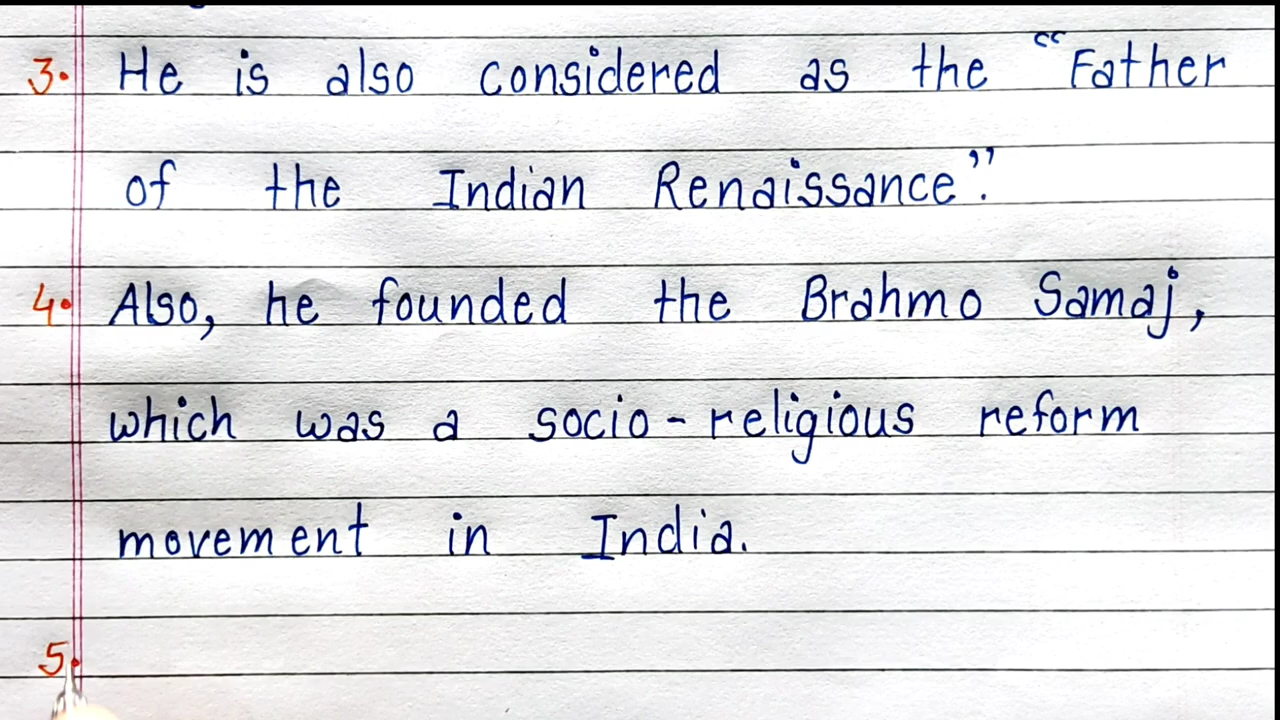 3. He is also considered as the "Father
of the Indian Renaissance".
4. Also, he founded the Brahmo Samaj,
which was a socio-religious reform
movement in India.
5.